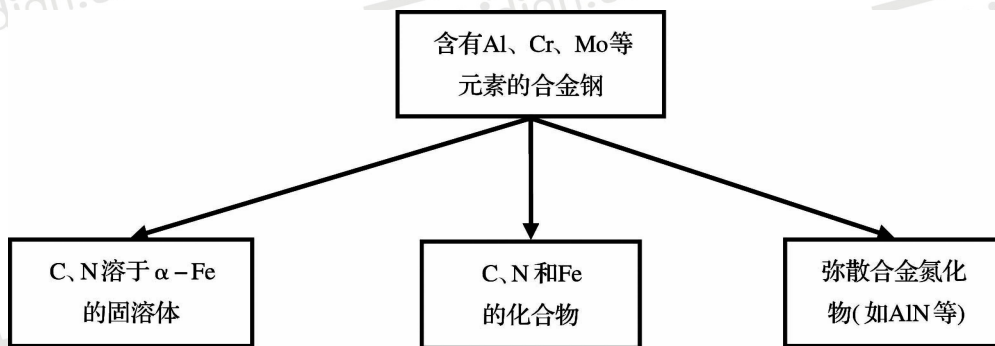 含有Al、Cr、Mo等
元素的合金钢
C、N溶于α-Fe
的固溶体
C、N和Fe
的化合物
弥散合金氮化
物(如AlN等)